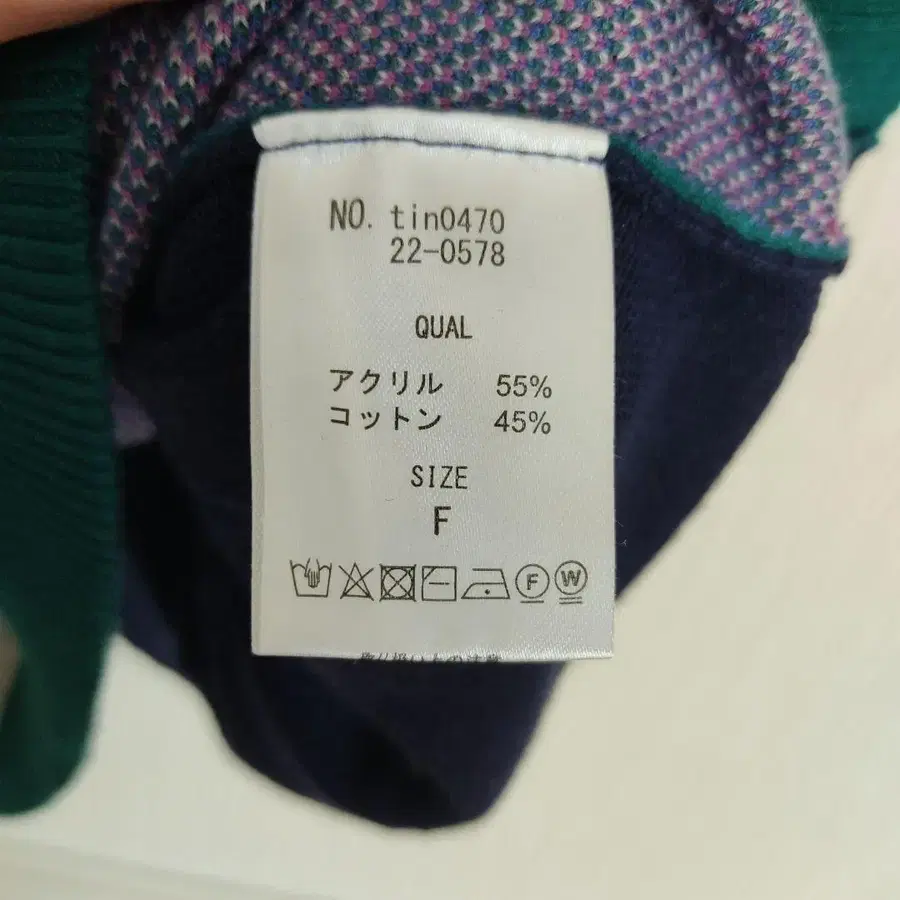 NO. tin0470
22-0578
QUAL
アクリル 55%
コットン 45%
SIZE
F
F W